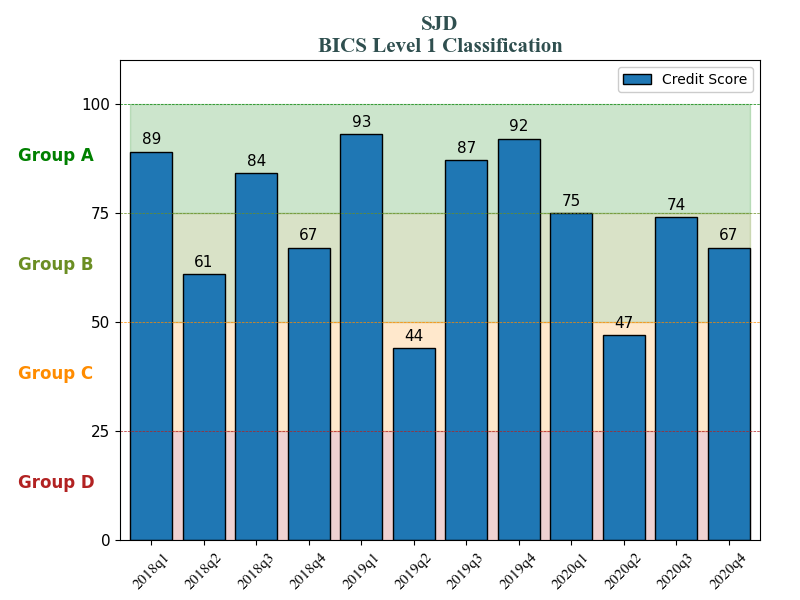 SJD
BICS Level 1 Classification
Credit Score
100
75
50
25
0
Group A
Group B
Group C
Group D
89
61
84
67
93
44
87
92
75
47
74
67
2018q1
2018q2
2018q3
2018q4
2019q1
2019q2
2019q3
2019q4
2020q1
2020q2
2020q3
2020q4